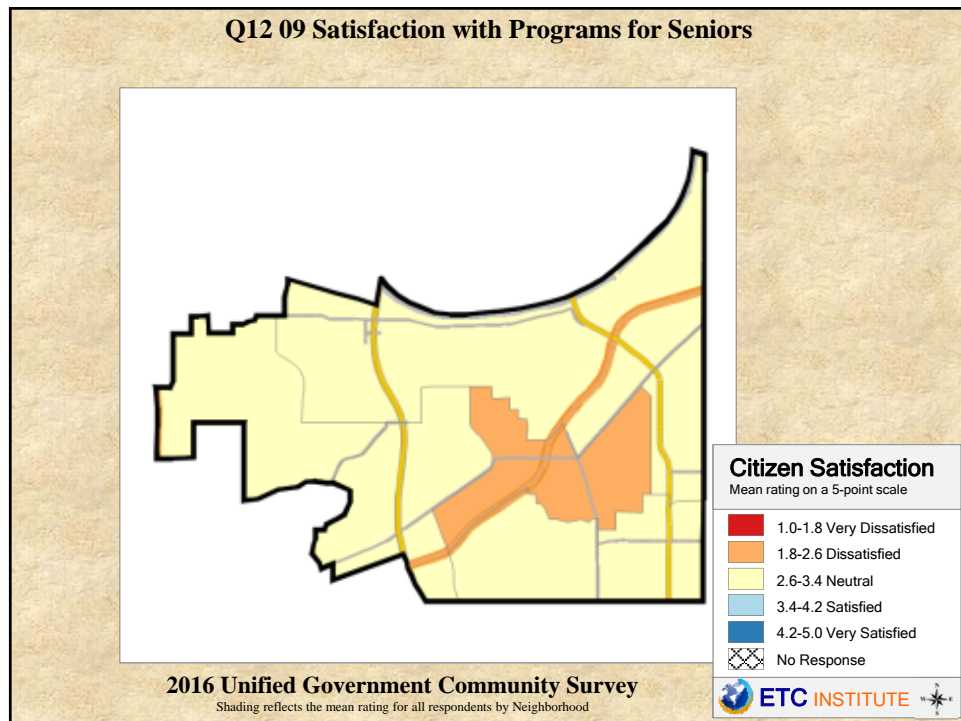 Q12 09 Satisfaction with Programs for Seniors
Citizen Satisfaction
Mean rating on a 5-point scale
1.0-1.8 Very Dissatisfied
1.8-2.6 Dissatisfied
2.6-3.4 Neutral
3.4-4.2 Satisfied
4.2-5.0 Very Satisfied
No Response
2016 Unified Government Community Survey
Shading reflects the mean rating for all respondents by Neighborhood
ETC INSTITUTE
N
W E
S